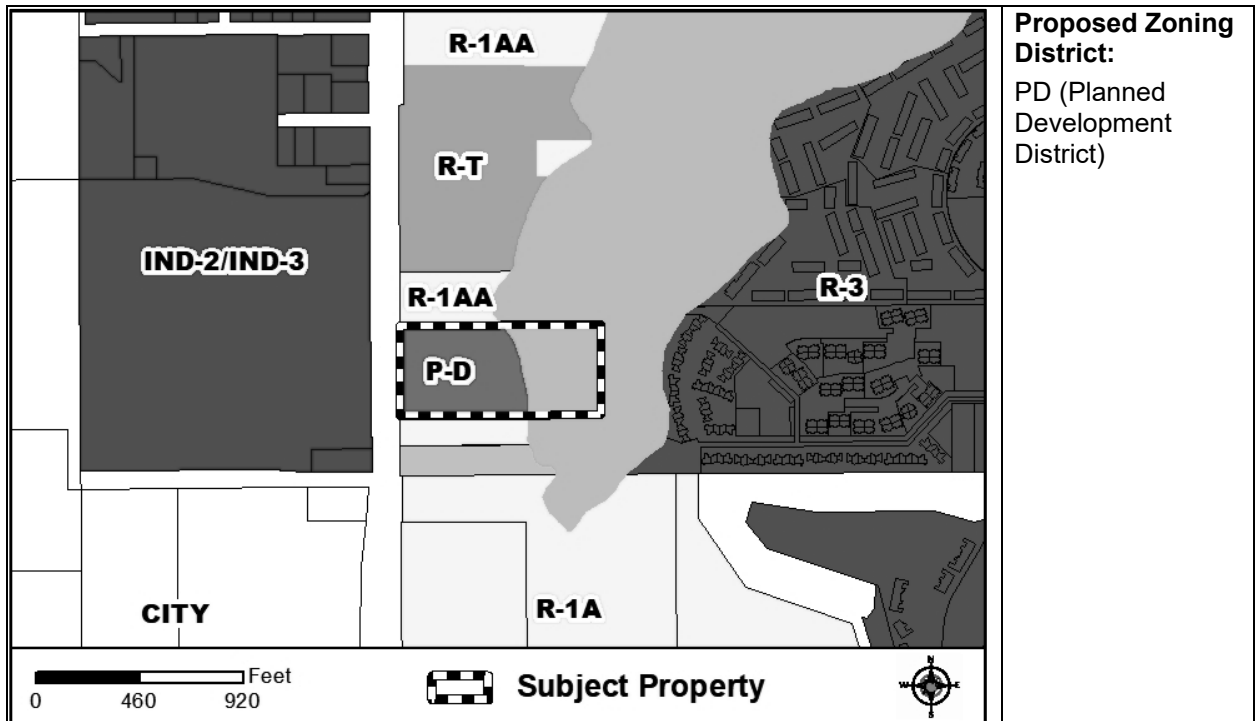 R-1AA
R-T
IND-2/IND-3
R-3
R-1AA
P-D
CITY
R-1A
Feet
0 460 920
Subject Property
N
W E
S
Proposed Zoning
District:
PD (Planned
Development
District)